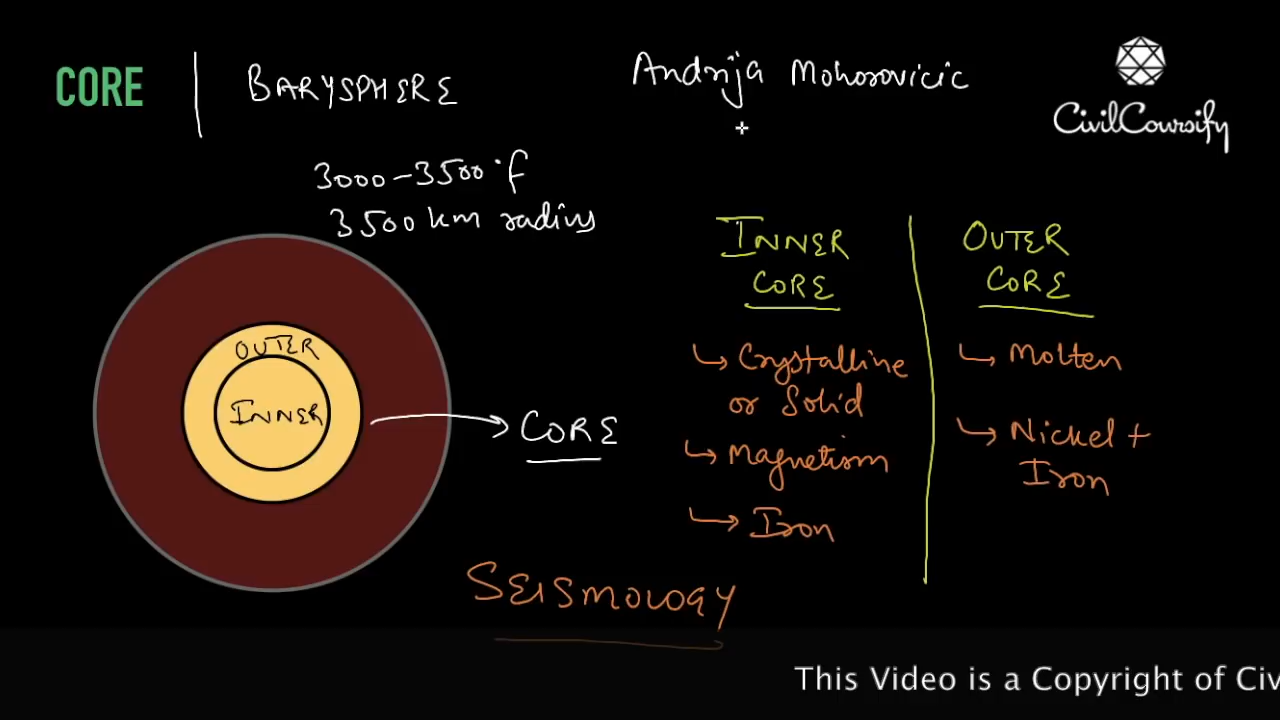 CORE
BARYSPHERE
Andrija Mohorovicic
CivilCoursify
3000-3500°f
3500 km radius
INNER
CORE
OUTER
CORE
OUTER
INNER
CORE
Crystalline
or Solid
Magnetism
Iron
Molten
Nickel +
Iron
SEISMOLOGY
This Video is a Copyright of Civ